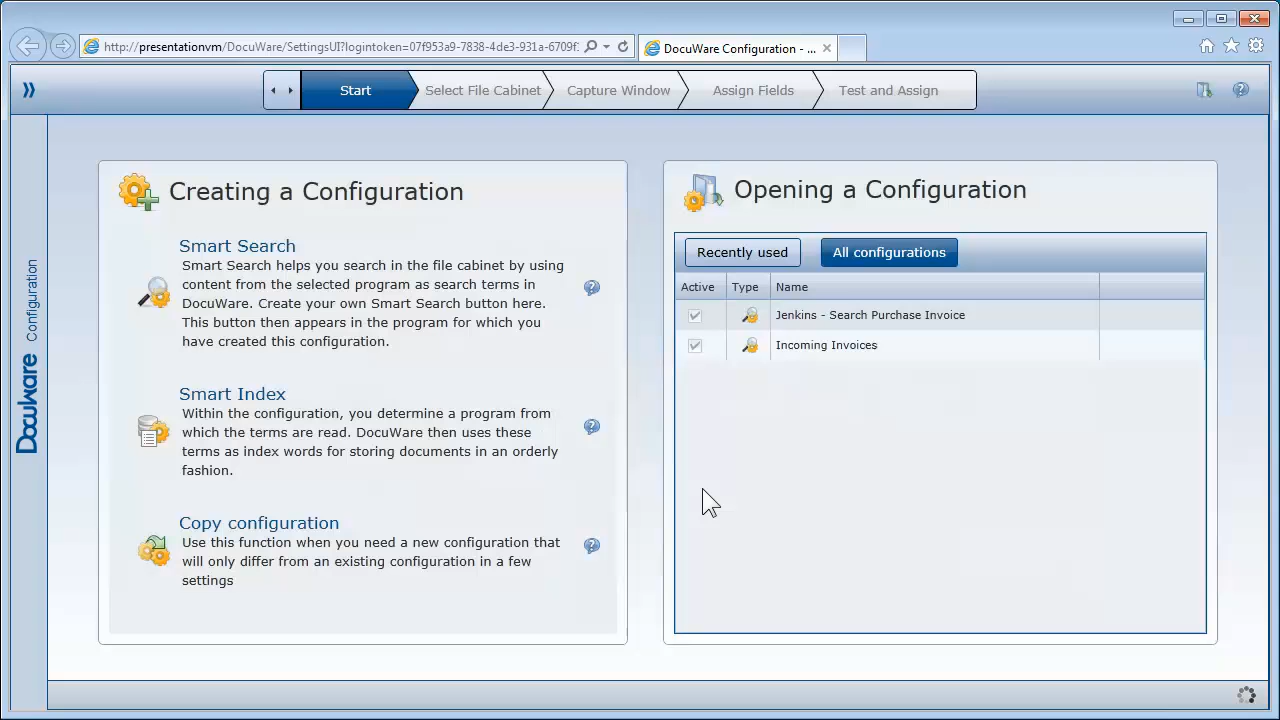 http://presentationvm/DocuWare/SettingsUI?logintoken=07f953a9-7838-4de3-931a-6709f
DocuWare Configuration - ...
Start
Select File Cabinet
Capture Window
Assign Fields
Test and Assign
DocuWare Configuration
Creating a Configuration
Smart Search
Smart Search helps you search in the file cabinet by using
content from the selected program as search terms in
DocuWare. Create your own Smart Search button here.
This button then appears in the program for which you
have created this configuration.
Smart Index
Within the configuration, you determine a program from
which the terms are read. DocuWare then uses these
terms as index words for storing documents in an orderly
fashion.
Copy configuration
Use this function when you need a new configuration that
will only differ from an existing configuration in a few
settings
Opening a Configuration
Recently used
All configurations
Active Type Name
Jenkins - Search Purchase Invoice
Incoming Invoices